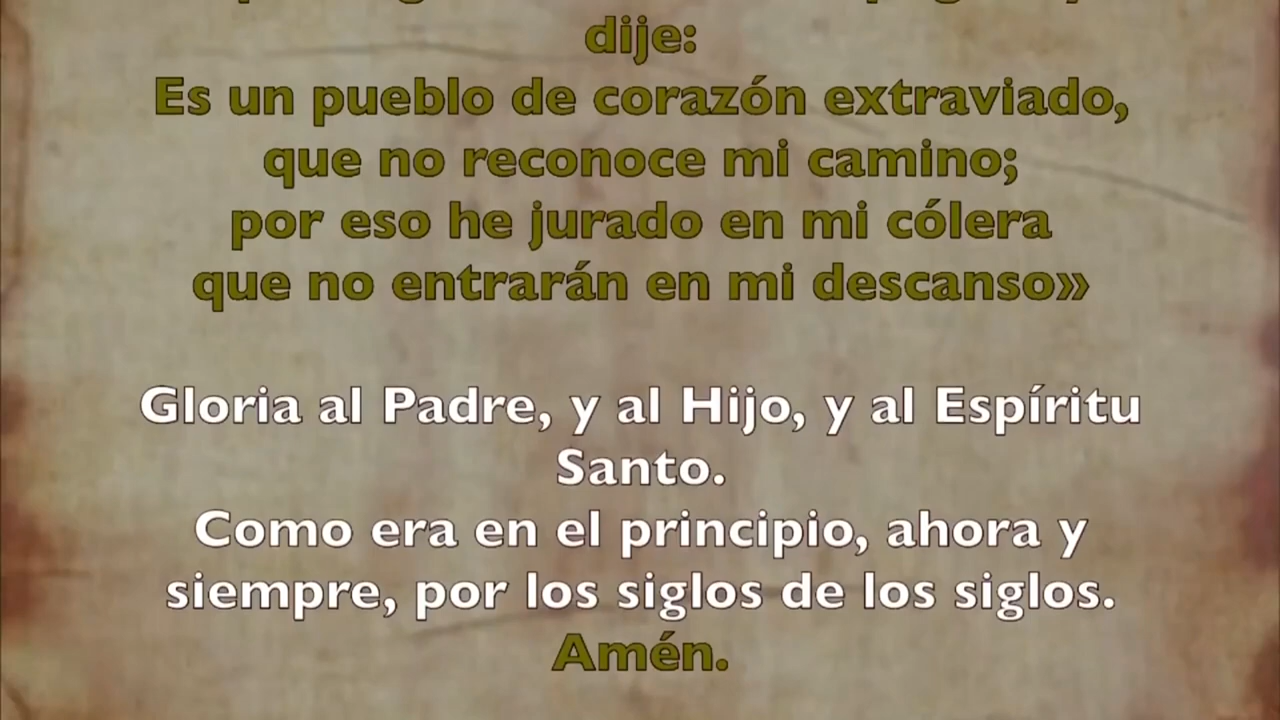 dije:
Es un pueblo de corazón extraviado,
que no reconoce mi camino;
por eso he jurado en mi cólera
que no entrarán en mi descanso»
Gloria al Padre, y al Hijo, y al Espíritu
Santo.
Como era en el principio, ahora y
siempre, por los siglos de los siglos.
Amén.